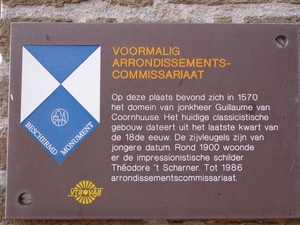 VOORMALIG
ARRONDISSEMENTS-
COMMISSARIAAT
Op deze plaats bevond zich in 1570
het domein van jonkheer Guillaume van
Coornhuuse. Het huidige classicistische
gebouw dateert uit het laatste kwart van
de 18de eeuw. De zijvleugels zijn van
jongere datum. Rond 1900 woonde
er de impressionistische schilder
Théodore 't Scharner. Tot 1986
arrondissementscommissariaat.
BESCHERMD MONUMENT
VTB·VAB